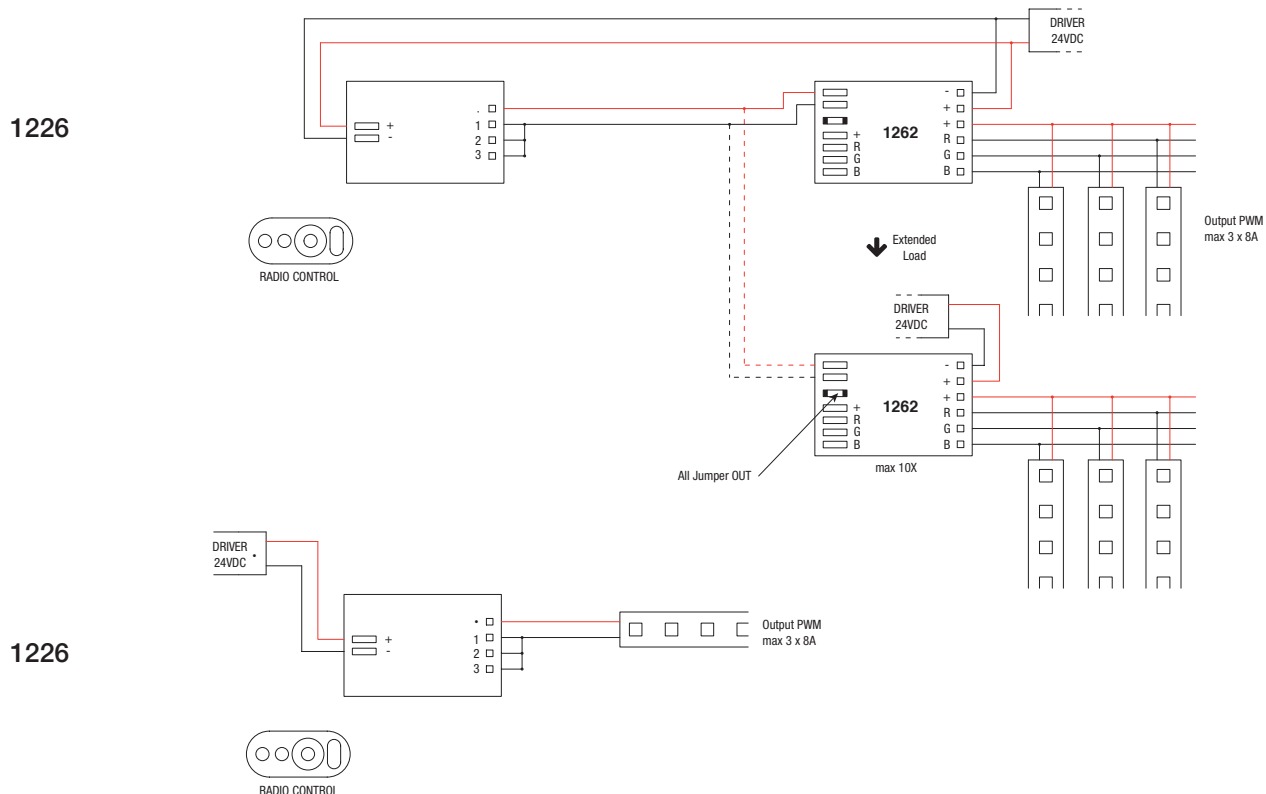 DRIVER
24VDC
1226
+
-
.
1
2
3
+
R
G
B
1262
-
+
+
R
G
B
Output PWM
max 3 x 8A
RADIO CONTROL
Extended
Load
DRIVER
24VDC
+
R
G
B
1262
-
+
+
R
G
B
All Jumper OUT
max 10X
DRIVER
24VDC
1226
+
-
•
1
2
3
Output PWM
max 3 x 8A
RADIO CONTROL